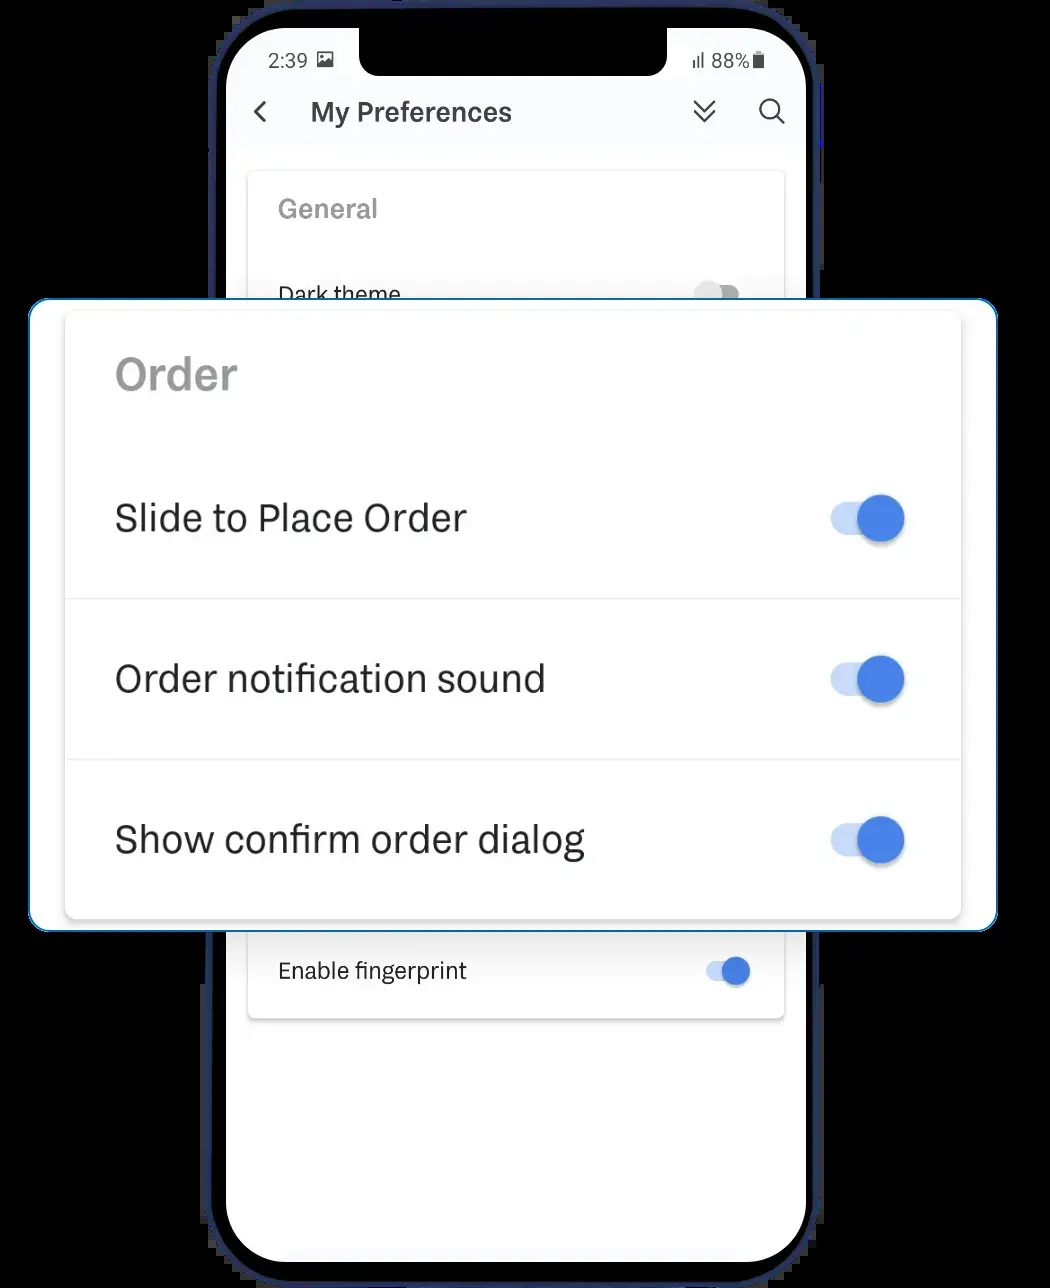 2:39 88%
My Preferences
General
Dark theme
Order
Slide to Place Order
Order notification sound
Show confirm order dialog
Enable fingerprint